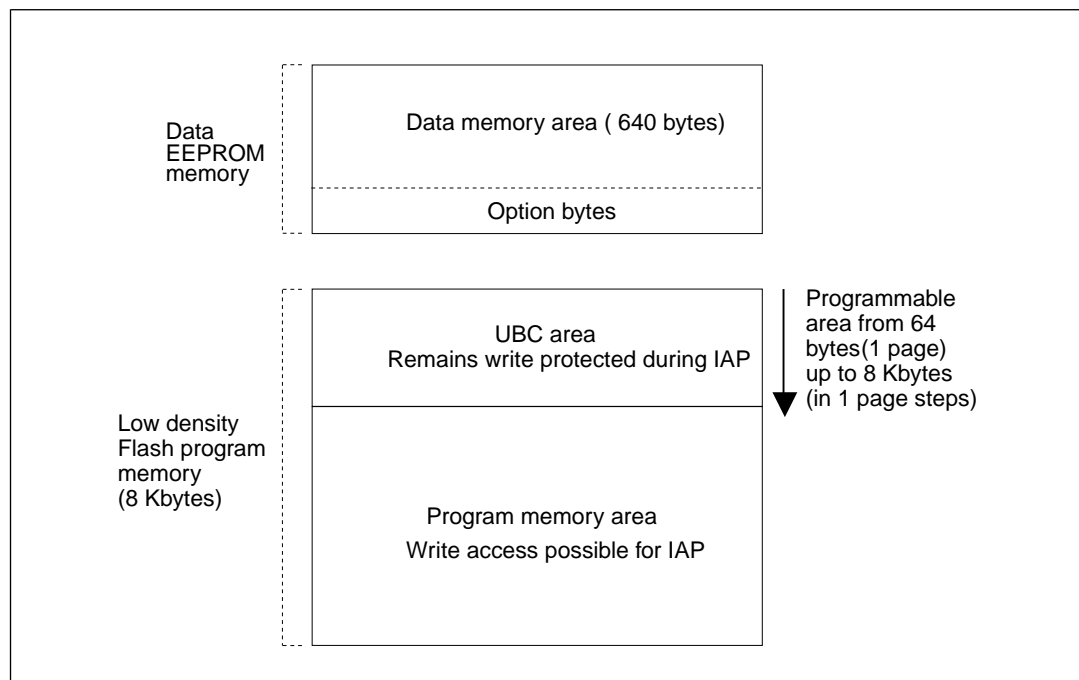 Data memory area ( 640 bytes)
Data
EEPROM
memory
Option bytes
UBC area
Remains write protected during IAP
Programmable
area from 64
bytes(1 page)
up to 8 Kbytes
(in 1 page steps)
Low density
Flash program
memory
(8 Kbytes)
Program memory area
Write access possible for IAP